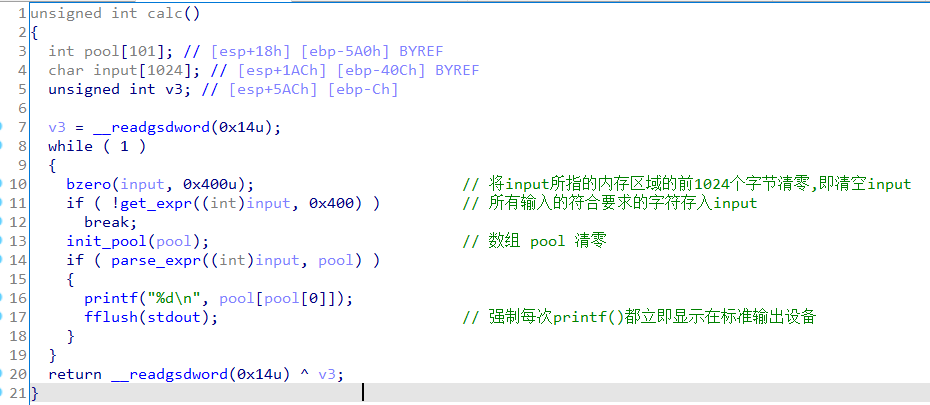 1 unsigned int calc()
2 {
3 int pool[101]; // [esp+18h] [ebp-5A0h] BYREF
4 char input[1024]; // [esp+1ACh] [ebp-40Ch] BYREF
5 unsigned int v3; // [esp+5ACh] [ebp-Ch]
6
7 v3 = __readgsdword(0x14u);
8 while ( 1 )
9 {
10 bzero(input, 0x400u); // 将input所指的内存区域的前1024个字节清零,即清空input
11 if ( !get_expr((int)input, 0x400) ) // 所有输入的符合要求的字符存入input
12 break;
13 init_pool(pool); // 数组 pool 清零
14 if ( parse_expr((int)input, pool) )
15 {
16 printf("%d\n", pool[pool[0]]);
17 fflush(stdout); // 强制每次printf()都立即显示在标准输出设备
18 }
19 }
20 return __readgsdword(0x14u) ^ v3;
21 }